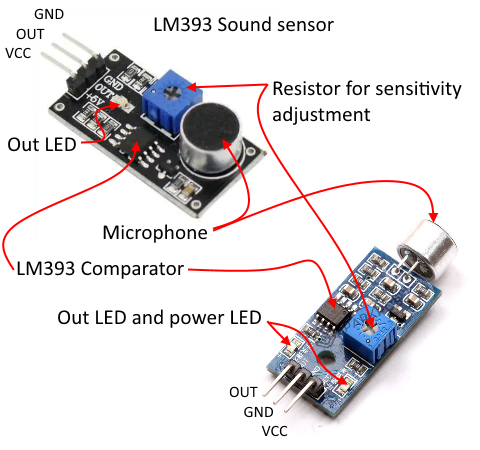 LM393 Sound sensor
GND
OUT
VCC
GND
OUT
+5V
Resistor for sensitivity
adjustment
Out LED
Microphone
LM393 Comparator
Out LED and power LED
OUT
GND
VCC